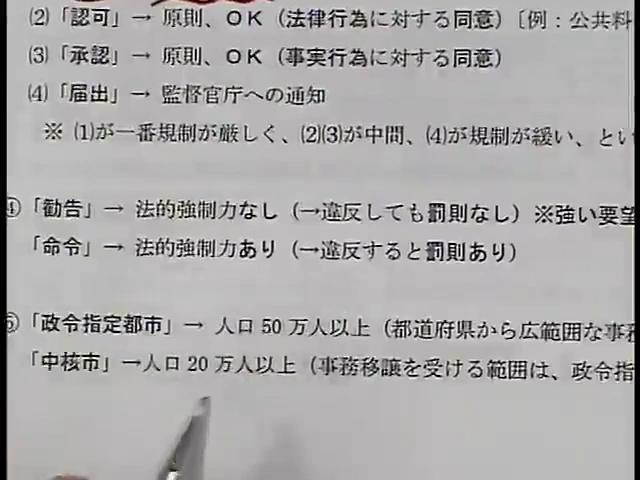 (2)「認可」→ 原則、OK(法律行為に対する同意)〔例:公共料
(3)「承認」→ 原則、OK(事実行為に対する同意)
(4)「届出」→ 監督官庁への通知
※ (1)が一番規制が厳しく、(2)(3)が中間、(4)が規制が緩い、とい
④「勧告」→ 法的強制力なし(→違反しても罰則なし)※強い要望
「命令」→ 法的強制力あり(→違反すると罰則あり)
⑤「政令指定都市」→ 人口 50 万人以上(都道府県から広範囲な事務
「中核市」→人口 20 万人以上(事務移譲を受ける範囲は、政令指